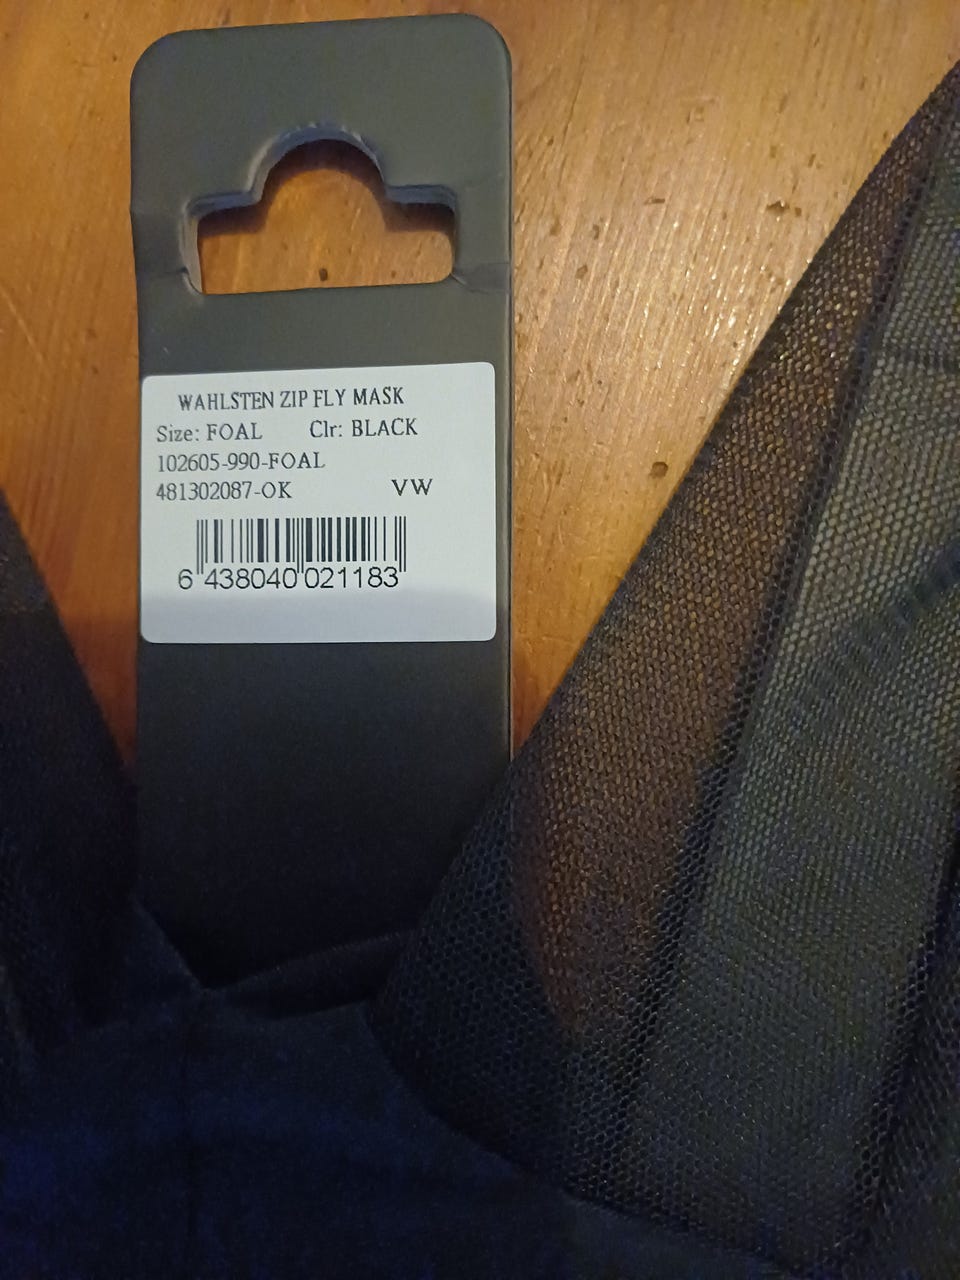 WAHLSTEN ZIP FLY MASK
Size: FOAL Clr: BLACK
102605-990-FOAL
481302087-OK VW
6 438040 021183